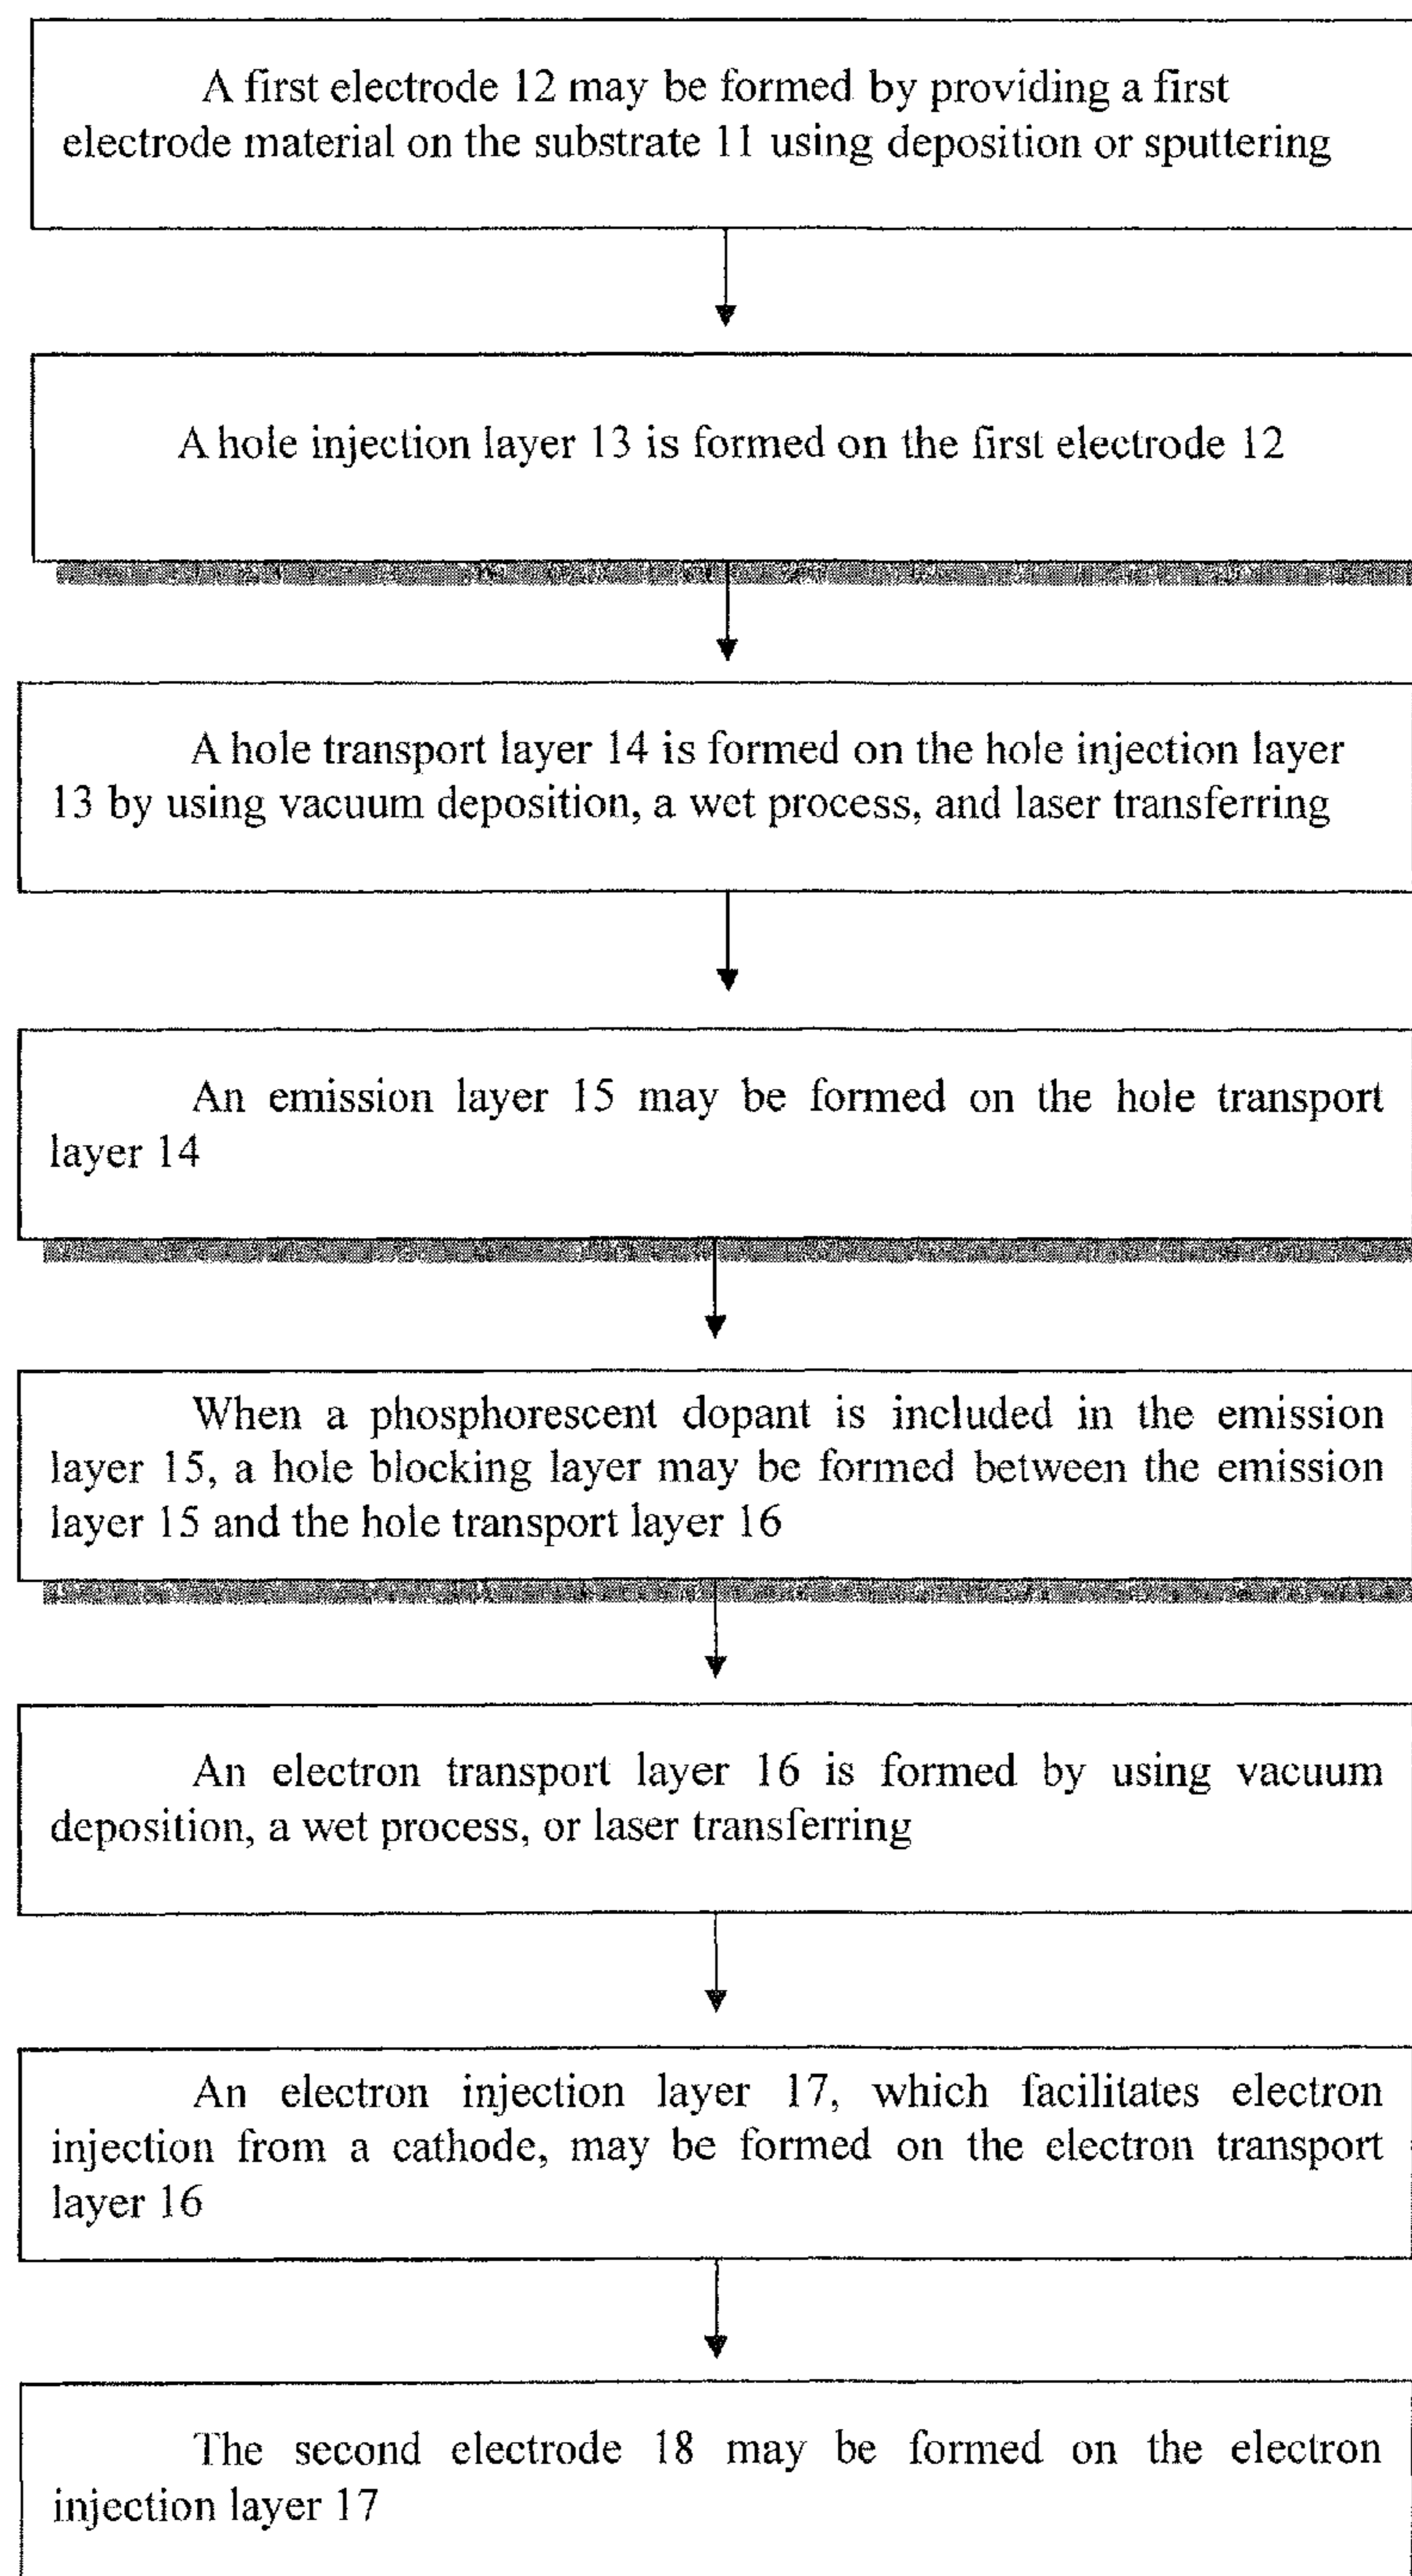 A first electrode 12 may be formed by providing a first
electrode material on the substrate 11 using deposition or sputtering
A hole injection layer 13 is formed on the first electrode 12
A hole transport layer 14 is formed on the hole injection layer
13 by using vacuum deposition, a wet process, and laser transferring
An emission layer 15 may be formed on the hole transport
layer 14
When a phosphorescent dopant is included in the emission
layer 15, a hole blocking layer may be formed between the emission
layer 15 and the hole transport layer 16
An electron transport layer 16 is formed by using vacuum
deposition, a wet process, or laser transferring
An electron injection layer 17, which facilitates electron
injection from a cathode, may be formed on the electron transport
layer 16
The second electrode 18 may be formed on the electron
injection layer 17